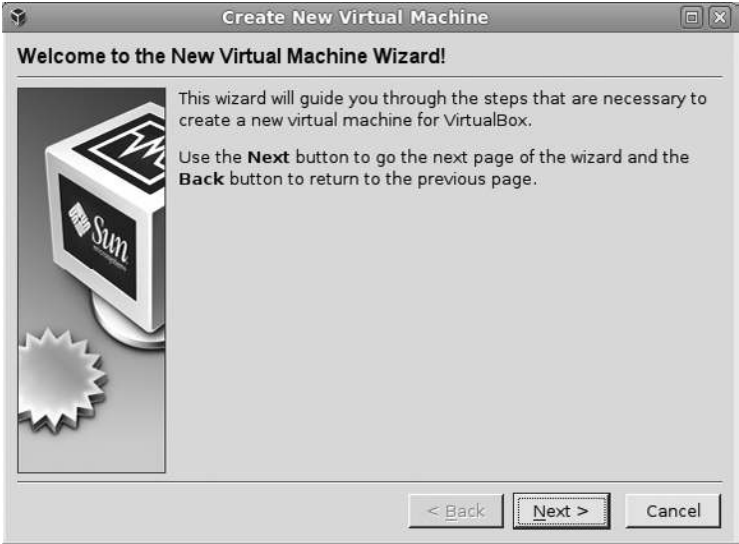 Create New Virtual Machine
Welcome to the New Virtual Machine Wizard!
This wizard will guide you through the steps that are necessary to
create a new virtual machine for VirtualBox.
Use the Next button to go the next page of the wizard and the
Back button to return to the previous page.
Sun
microsystems
< Back
Next >
Cancel